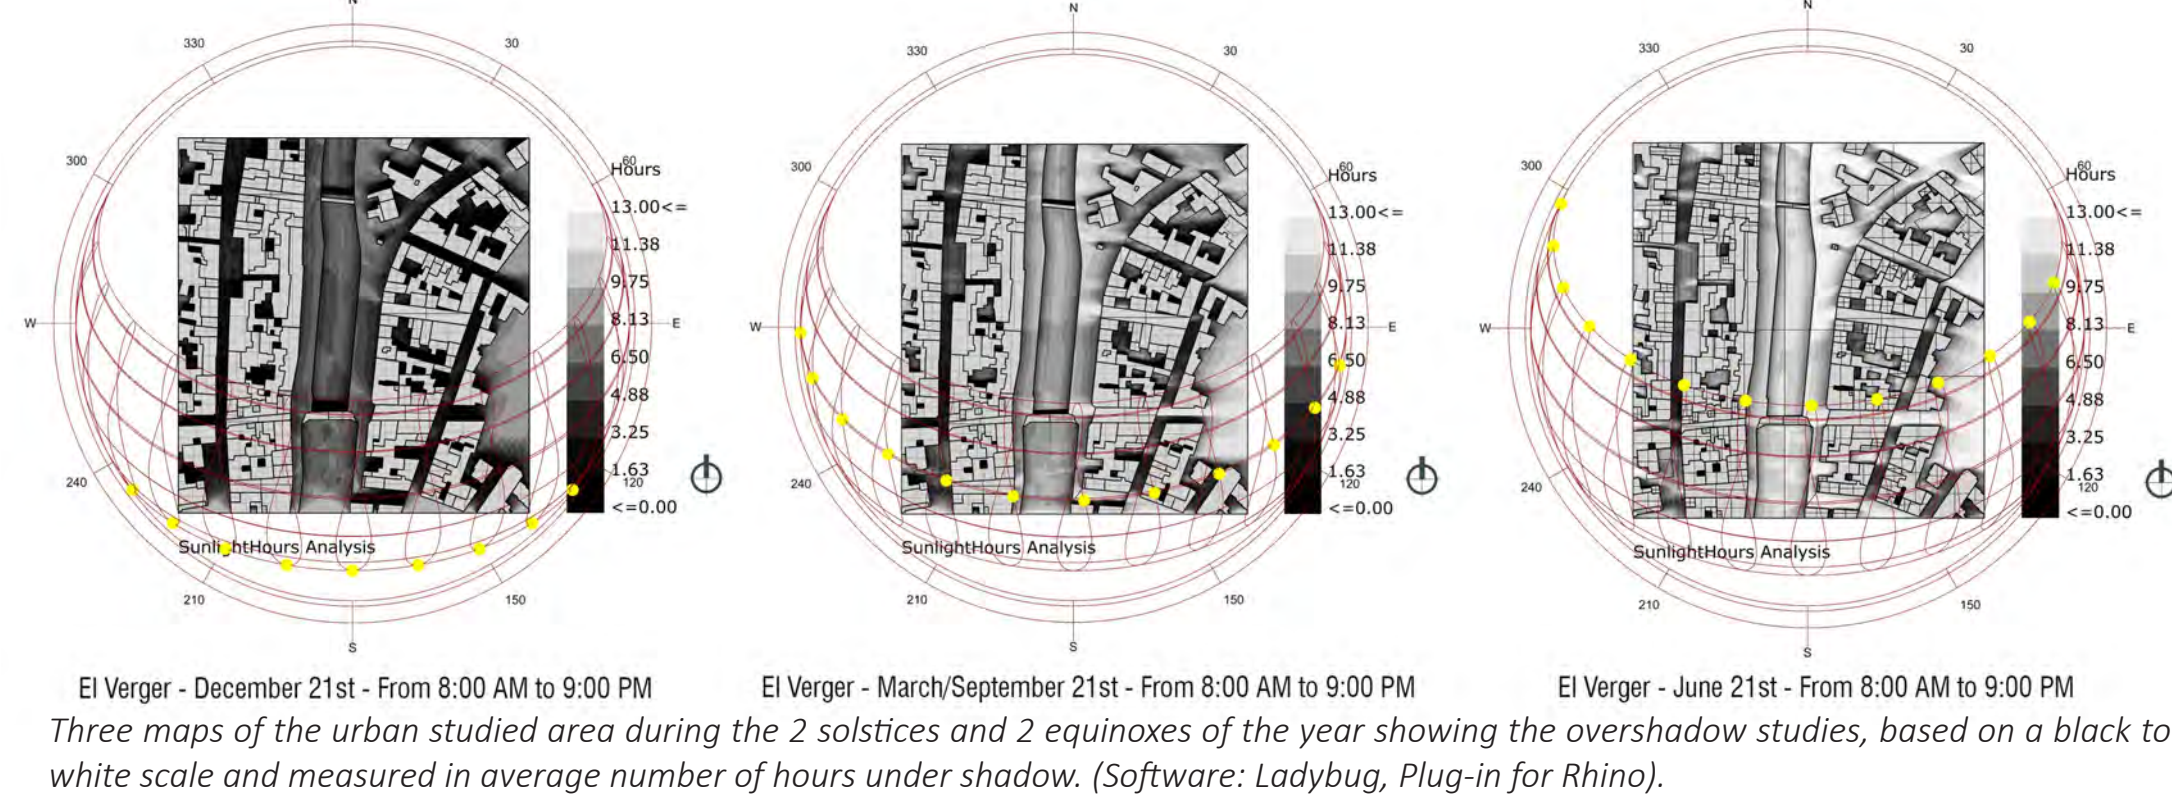 N
330
30
300
60
Hours
13.00<=
11.38
9.75
8.13
W
E
6.50
4.88
3.25
1.63
240
120
<=0.00
SunlightHours Analysis
210
150
S
El Verger - December 21st - From 8:00 AM to 9:00 PM
N
330
30
300
60
Hours
13.00<=
11.38
9.75
8.13
W
E
6.50
4.88
3.25
1.63
240
120
<=0.00
SunlightHours Analysis
210
150
S
El Verger - March/September 21st - From 8:00 AM to 9:00 PM
N
330
30
300
60
Hours
13.00<=
11.38
9.75
8.13
W
E
6.50
4.88
3.25
1.63
240
120
<=0.00
SunlightHours Analysis
210
150
S
El Verger - June 21st - From 8:00 AM to 9:00 PM
Three maps of the urban studied area during the 2 solstices and 2 equinoxes of the year showing the overshadow studies, based on a black to
white scale and measured in average number of hours under shadow. (Software: Ladybug, Plug-in for Rhino).